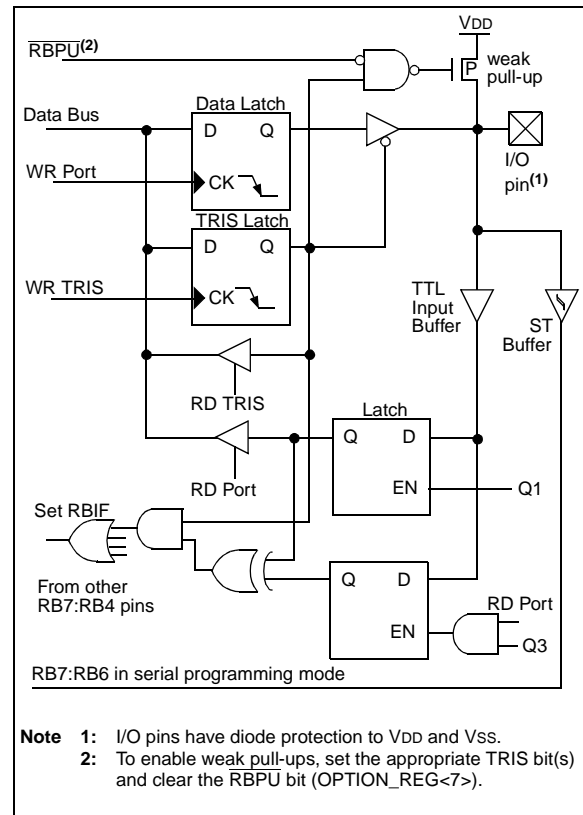 VDD
RBPU(2)
P
weak
pull-up
Data Latch
Data Bus
D Q
I/O
pin(1)
WR Port
CK
TRIS Latch
D Q
WR TRIS
CK
TTL
Input
Buffer
ST
Buffer
RD TRIS
Latch
Q D
RD Port
EN
Q1
Set RBIF
From other
RB7:RB4 pins
Q D
RD Port
EN
Q3
RB7:RB6 in serial programming mode
Note 1: I/O pins have diode protection to VDD and VSS.
2: To enable weak pull-ups, set the appropriate TRIS bit(s)
and clear the RBPU bit (OPTION_REG<7>).